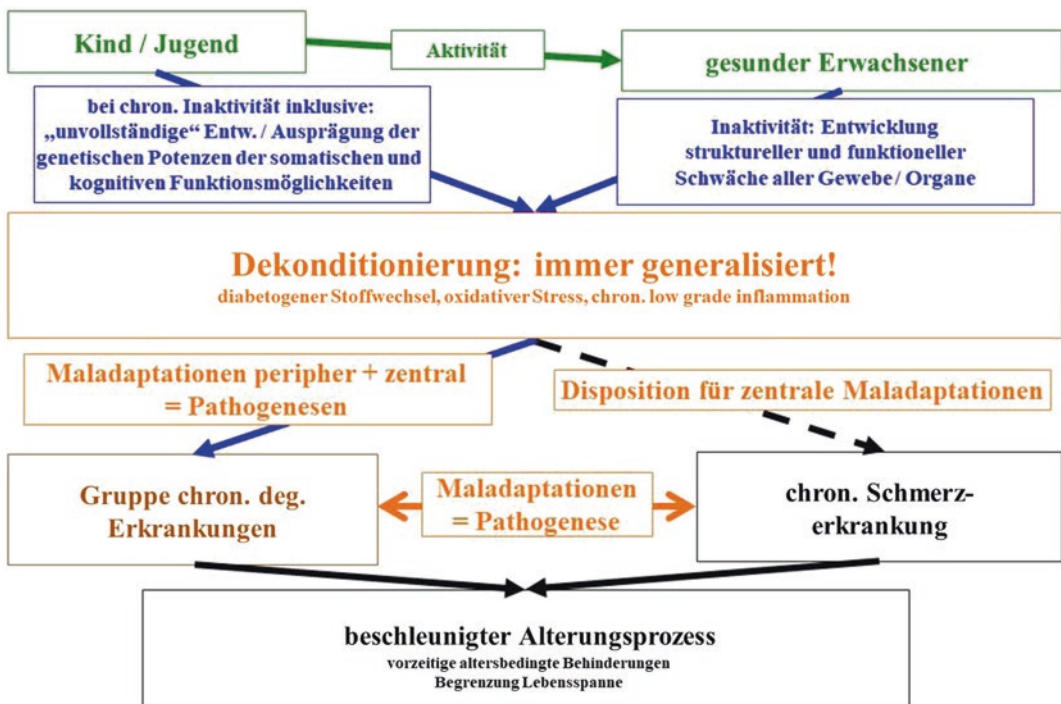 Kind / Jugend
Aktivität
gesunder Erwachsener
bei chron. Inaktivität inklusive:
„unvollständige“ Entw. / Ausprägung der
genetischen Potenzen der somatischen und
kognitiven Funktionsmöglichkeiten
Inaktivität: Entwicklung
struktureller und funktioneller
Schwäche aller Gewebe / Organe
Dekonditionierung: immer generalisiert!
diabetogener Stoffwechsel, oxidativer Stress, chron. low grade inflammation
Maladaptationen peripher + zentral
= Pathogenesen
Disposition für zentrale Maladaptationen
Gruppe chron. deg.
Erkrankungen
Maladaptationen
= Pathogenese
chron. Schmerz-
erkrankung
beschleunigter Alterungsprozess
vorzeitige altersbedingte Behinderungen
Begrenzung Lebensspanne